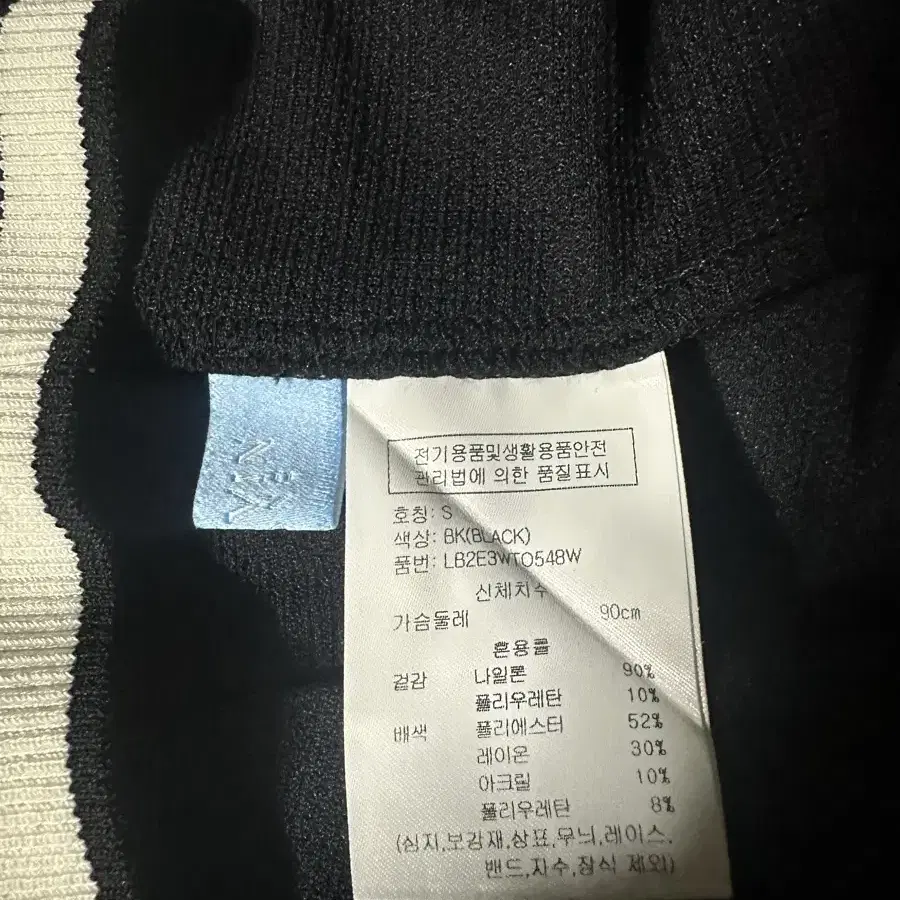 전기용품및생활용품안전
관리법에 의한 품질표시
호칭: S
색상: BK(BLACK)
품번: LB2E3WTO548W
신체치수
가슴둘레 90cm
혼용률
겉감 나일론 90%
폴리우레탄 10%
배색 폴리에스터 52%
레이온 30%
아크릴 10%
폴리우레탄 8%
(심지,보강재,상표,무늬,레이스,
밴드,자수,장식 제외)